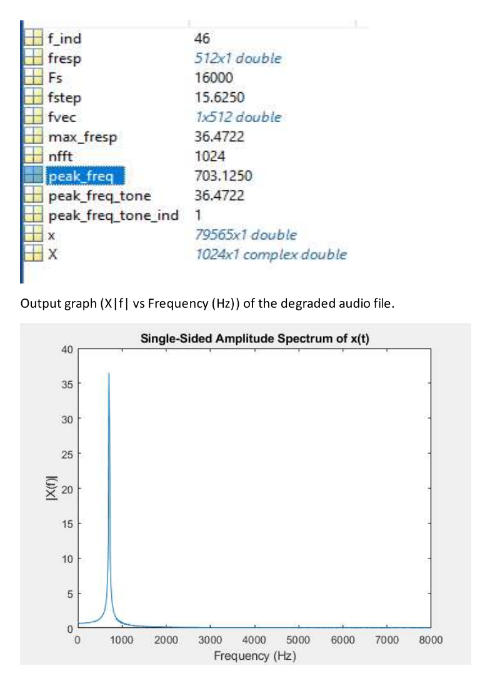 f_ind 46
fresp 512x1 double
Fs 16000
fstep 15.6250
fvec 1x512 double
max_fresp 36.4722
nfft 1024
peak_freq 703.1250
peak_freq_tone 36.4722
peak_freq_tone_ind 1
x 79565x1 double
X 1024x1 complex double
Output graph (X|f| vs Frequency (Hz)) of the degraded audio file.
Single-Sided Amplitude Spectrum of x(t)
40
35
30
25
20
15
10
5
0
|X(f)|
0 1000 2000 3000 4000 5000 6000 7000 8000
Frequency (Hz)